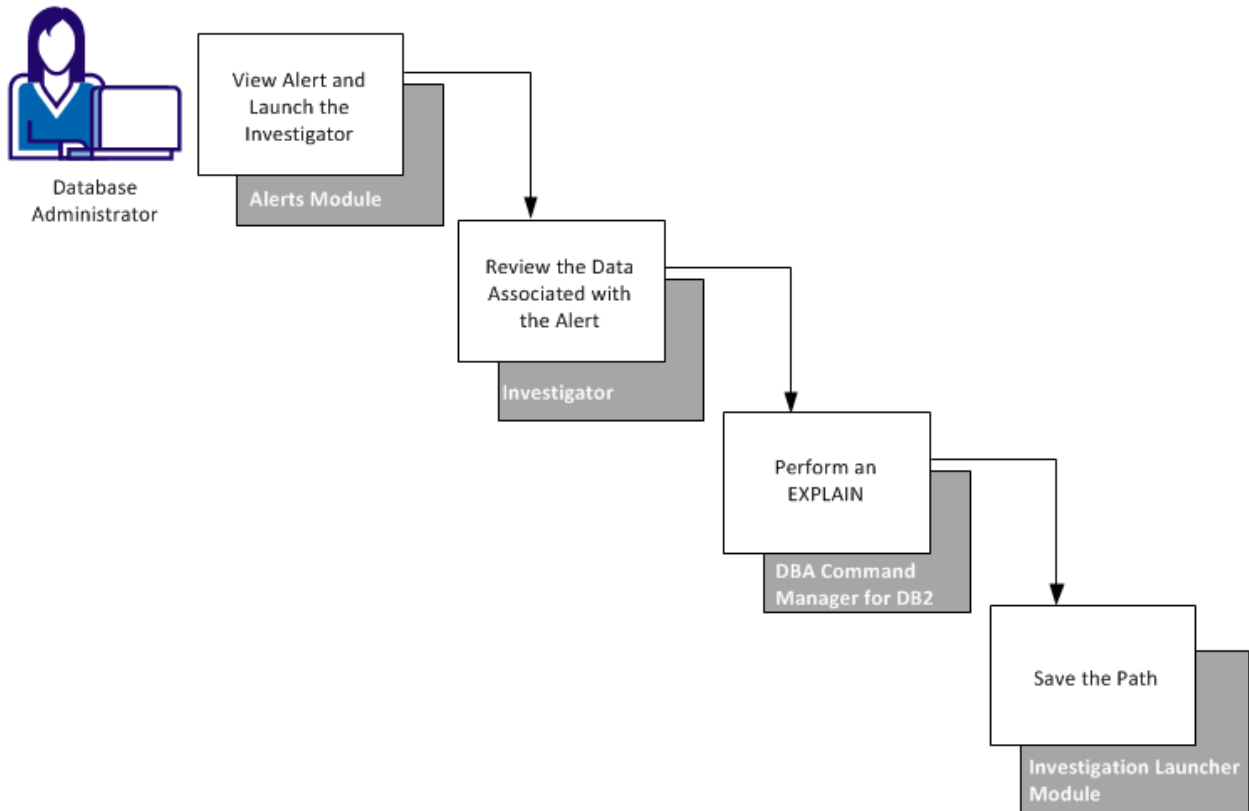 Database
Administrator
View Alert and
Launch the
Investigator
Alerts Module
Review the Data
Associated with
the Alert
Investigator
Perform an
EXPLAIN
DBA Command
Manager for DB2
Save the Path
Investigation Launcher
Module